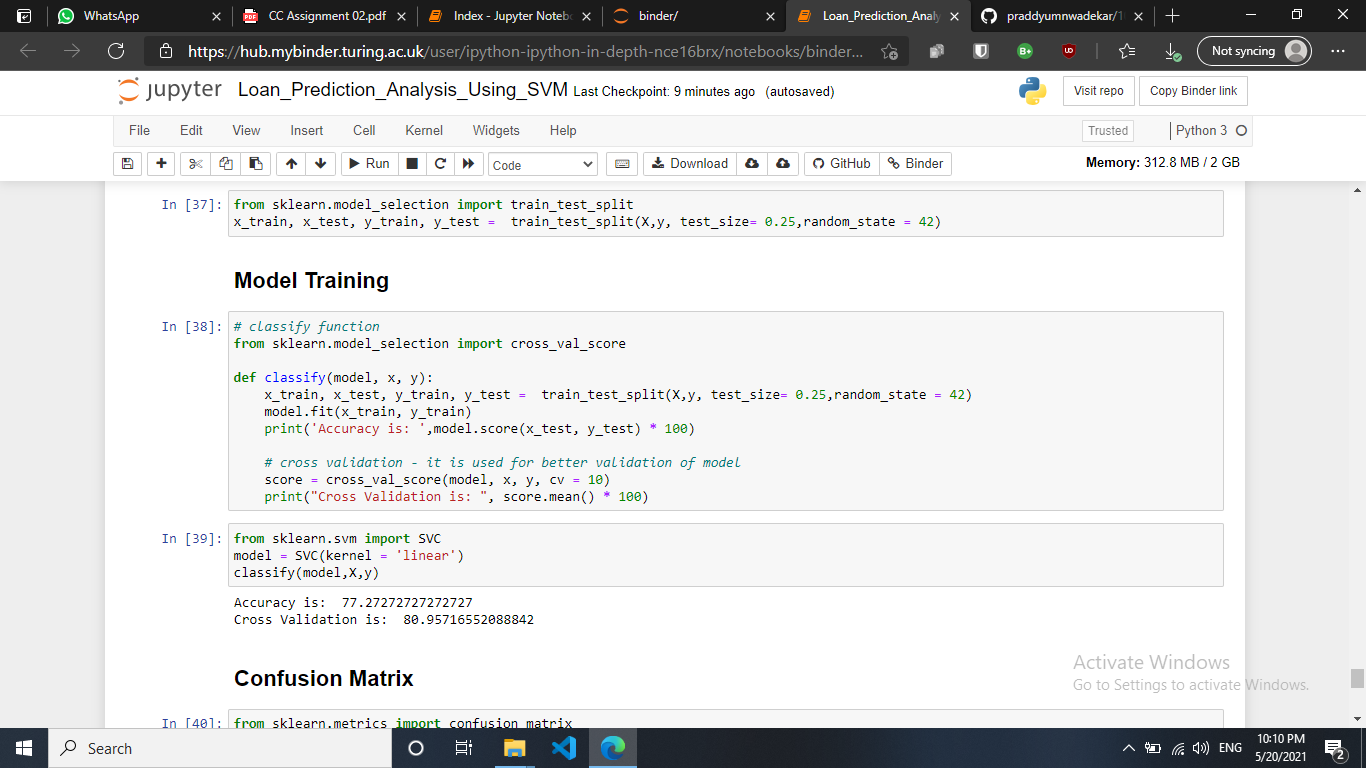 WhatsApp
CC Assignment 02.pdf
Index - Jupyter Noteb
binder/
Loan_Prediction_Analy
praddyumnwadekar/1
https://hub.mybinder.turing.ac.uk/user/ipython-ipython-in-depth-nce16brx/notebooks/binder...
Not syncing
jupyter Loan_Prediction_Analysis_Using_SVM Last Checkpoint: 9 minutes ago (autosaved)
Visit repo
Copy Binder link
File Edit View Insert Cell Kernel Widgets Help
Trusted
Python 3
Run
Code
Download
GitHub
Binder
Memory: 312.8 MB / 2 GB
In [37]: from sklearn.model_selection import train_test_split
x_train, x_test, y_train, y_test =  train_test_split(X,y, test_size= 0.25,random_state = 42)
Model Training
In [38]: # classify function
from sklearn.model_selection import cross_val_score
def classify(model, x, y):
    x_train, x_test, y_train, y_test =  train_test_split(X,y, test_size= 0.25,random_state = 42)
    model.fit(x_train, y_train)
    print('Accuracy is: ',model.score(x_test, y_test) * 100)
    # cross validation - it is used for better validation of model
    score = cross_val_score(model, x, y, cv = 10)
    print("Cross Validation is: ", score.mean() * 100)
In [39]: from sklearn.svm import SVC
model = SVC(kernel = 'linear')
classify(model,X,y)
Accuracy is:  77.27272727272727
Cross Validation is:  80.95716552088842
Confusion Matrix
In [40]: from sklearn.metrics import confusion_matrix
Activate Windows
Go to Settings to activate Windows.
Search
ENG
10:10 PM
5/20/2021
2